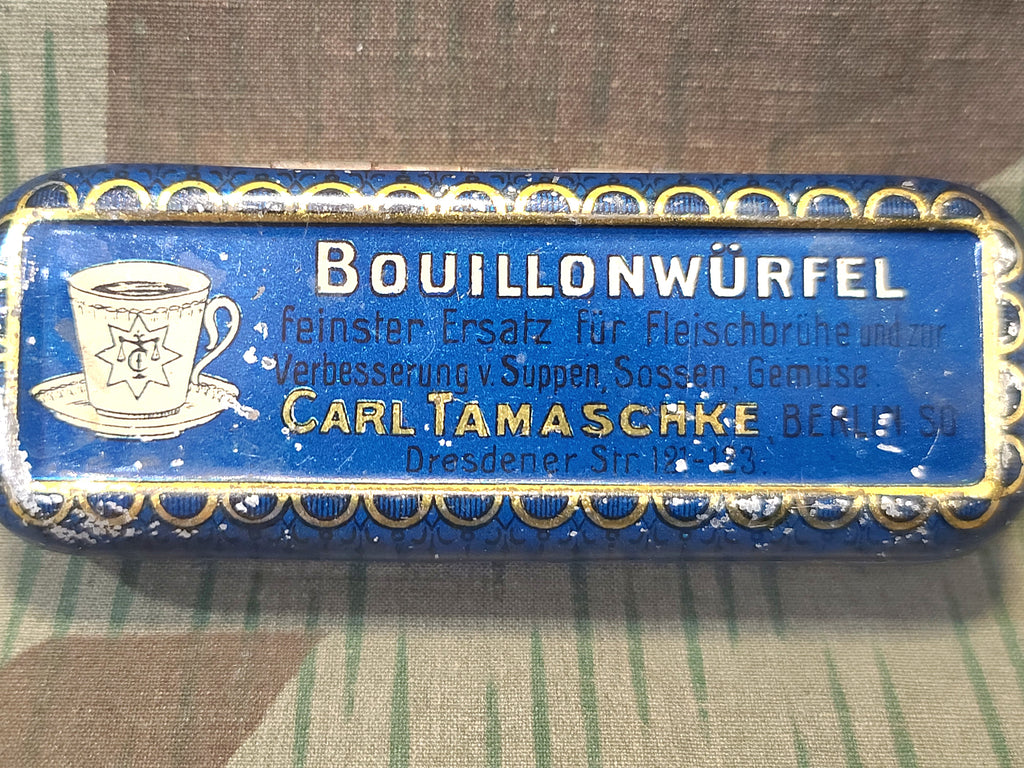 BOUILLONWÜRFEL
feinster Ersatz für Fleischbrühe und zur
Verbesserung v. Suppen, Sossen Gemüse.
CARL TAMASCHKE, BERLIN SO
Dresdener Str 121-123.